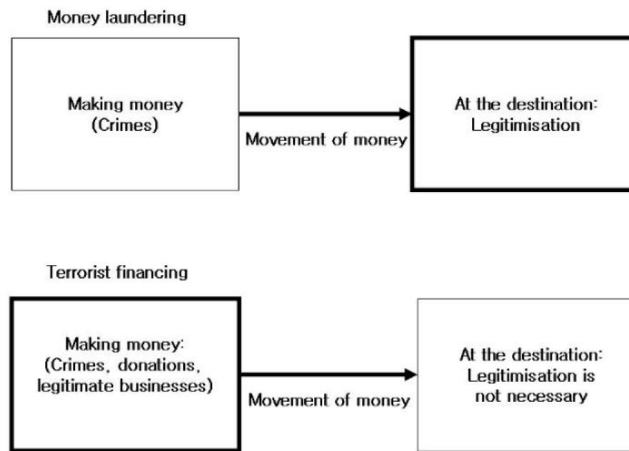 Money laundering
Making money
(Crimes)
Movement of money
At the destination:
Legitimisation
Terrorist financing
Making money:
(Crimes, donations,
legitimate businesses)
Movement of money
At the destination:
Legitimisation is
not necessary